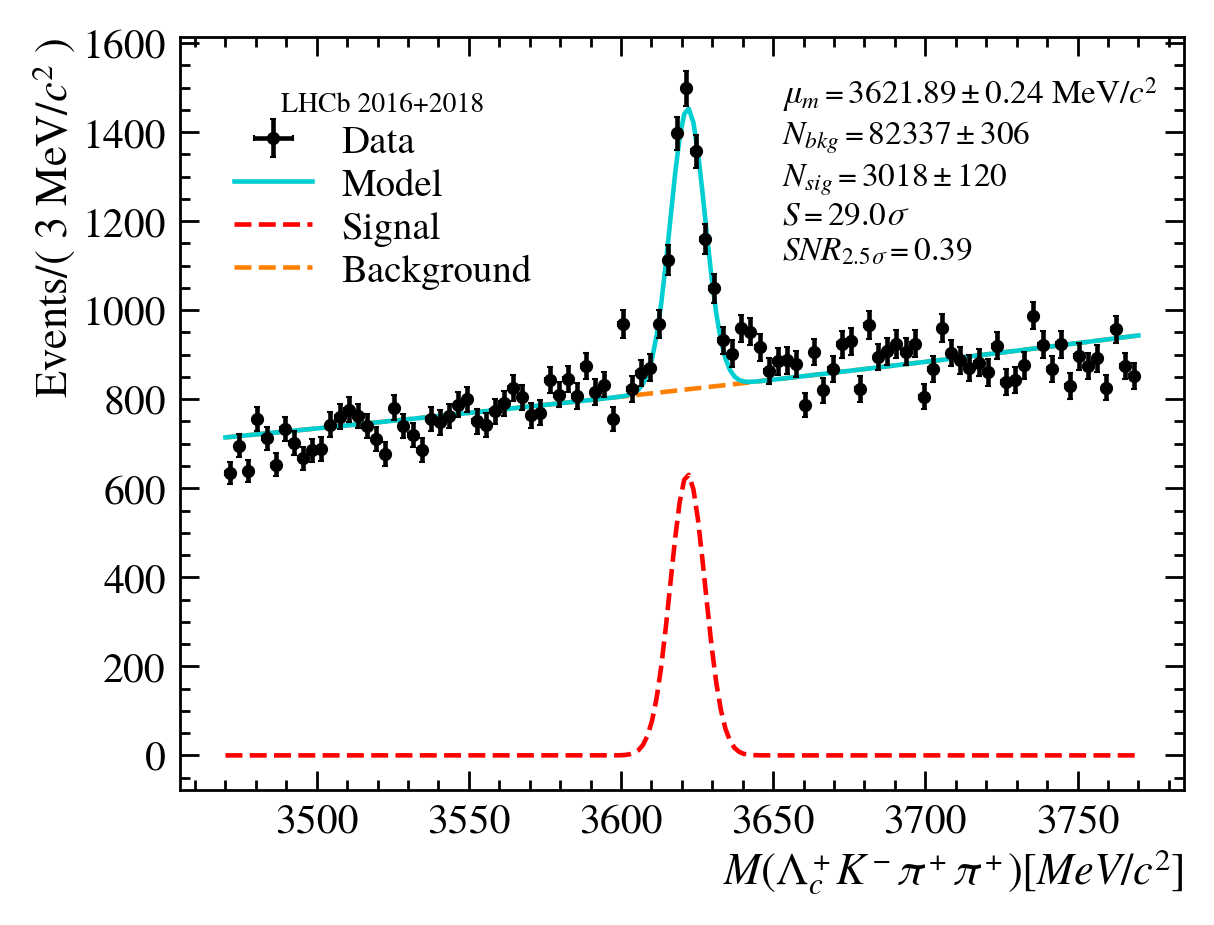 1600
1400
1200
1000
800
600
400
200
0
Events/( 3 MeV/c²)
LHCb 2016+2018
Data
Model
Signal
Background
μₘ = 3621.89 ± 0.24 MeV/c²
N_bkg = 82337 ± 306
N_sig = 3018 ± 120
S = 29.0σ
SNR_2.5σ = 0.39
3500 3550 3600 3650 3700 3750
M(Λ_c⁺K⁻π⁺π⁺)[MeV/c²]